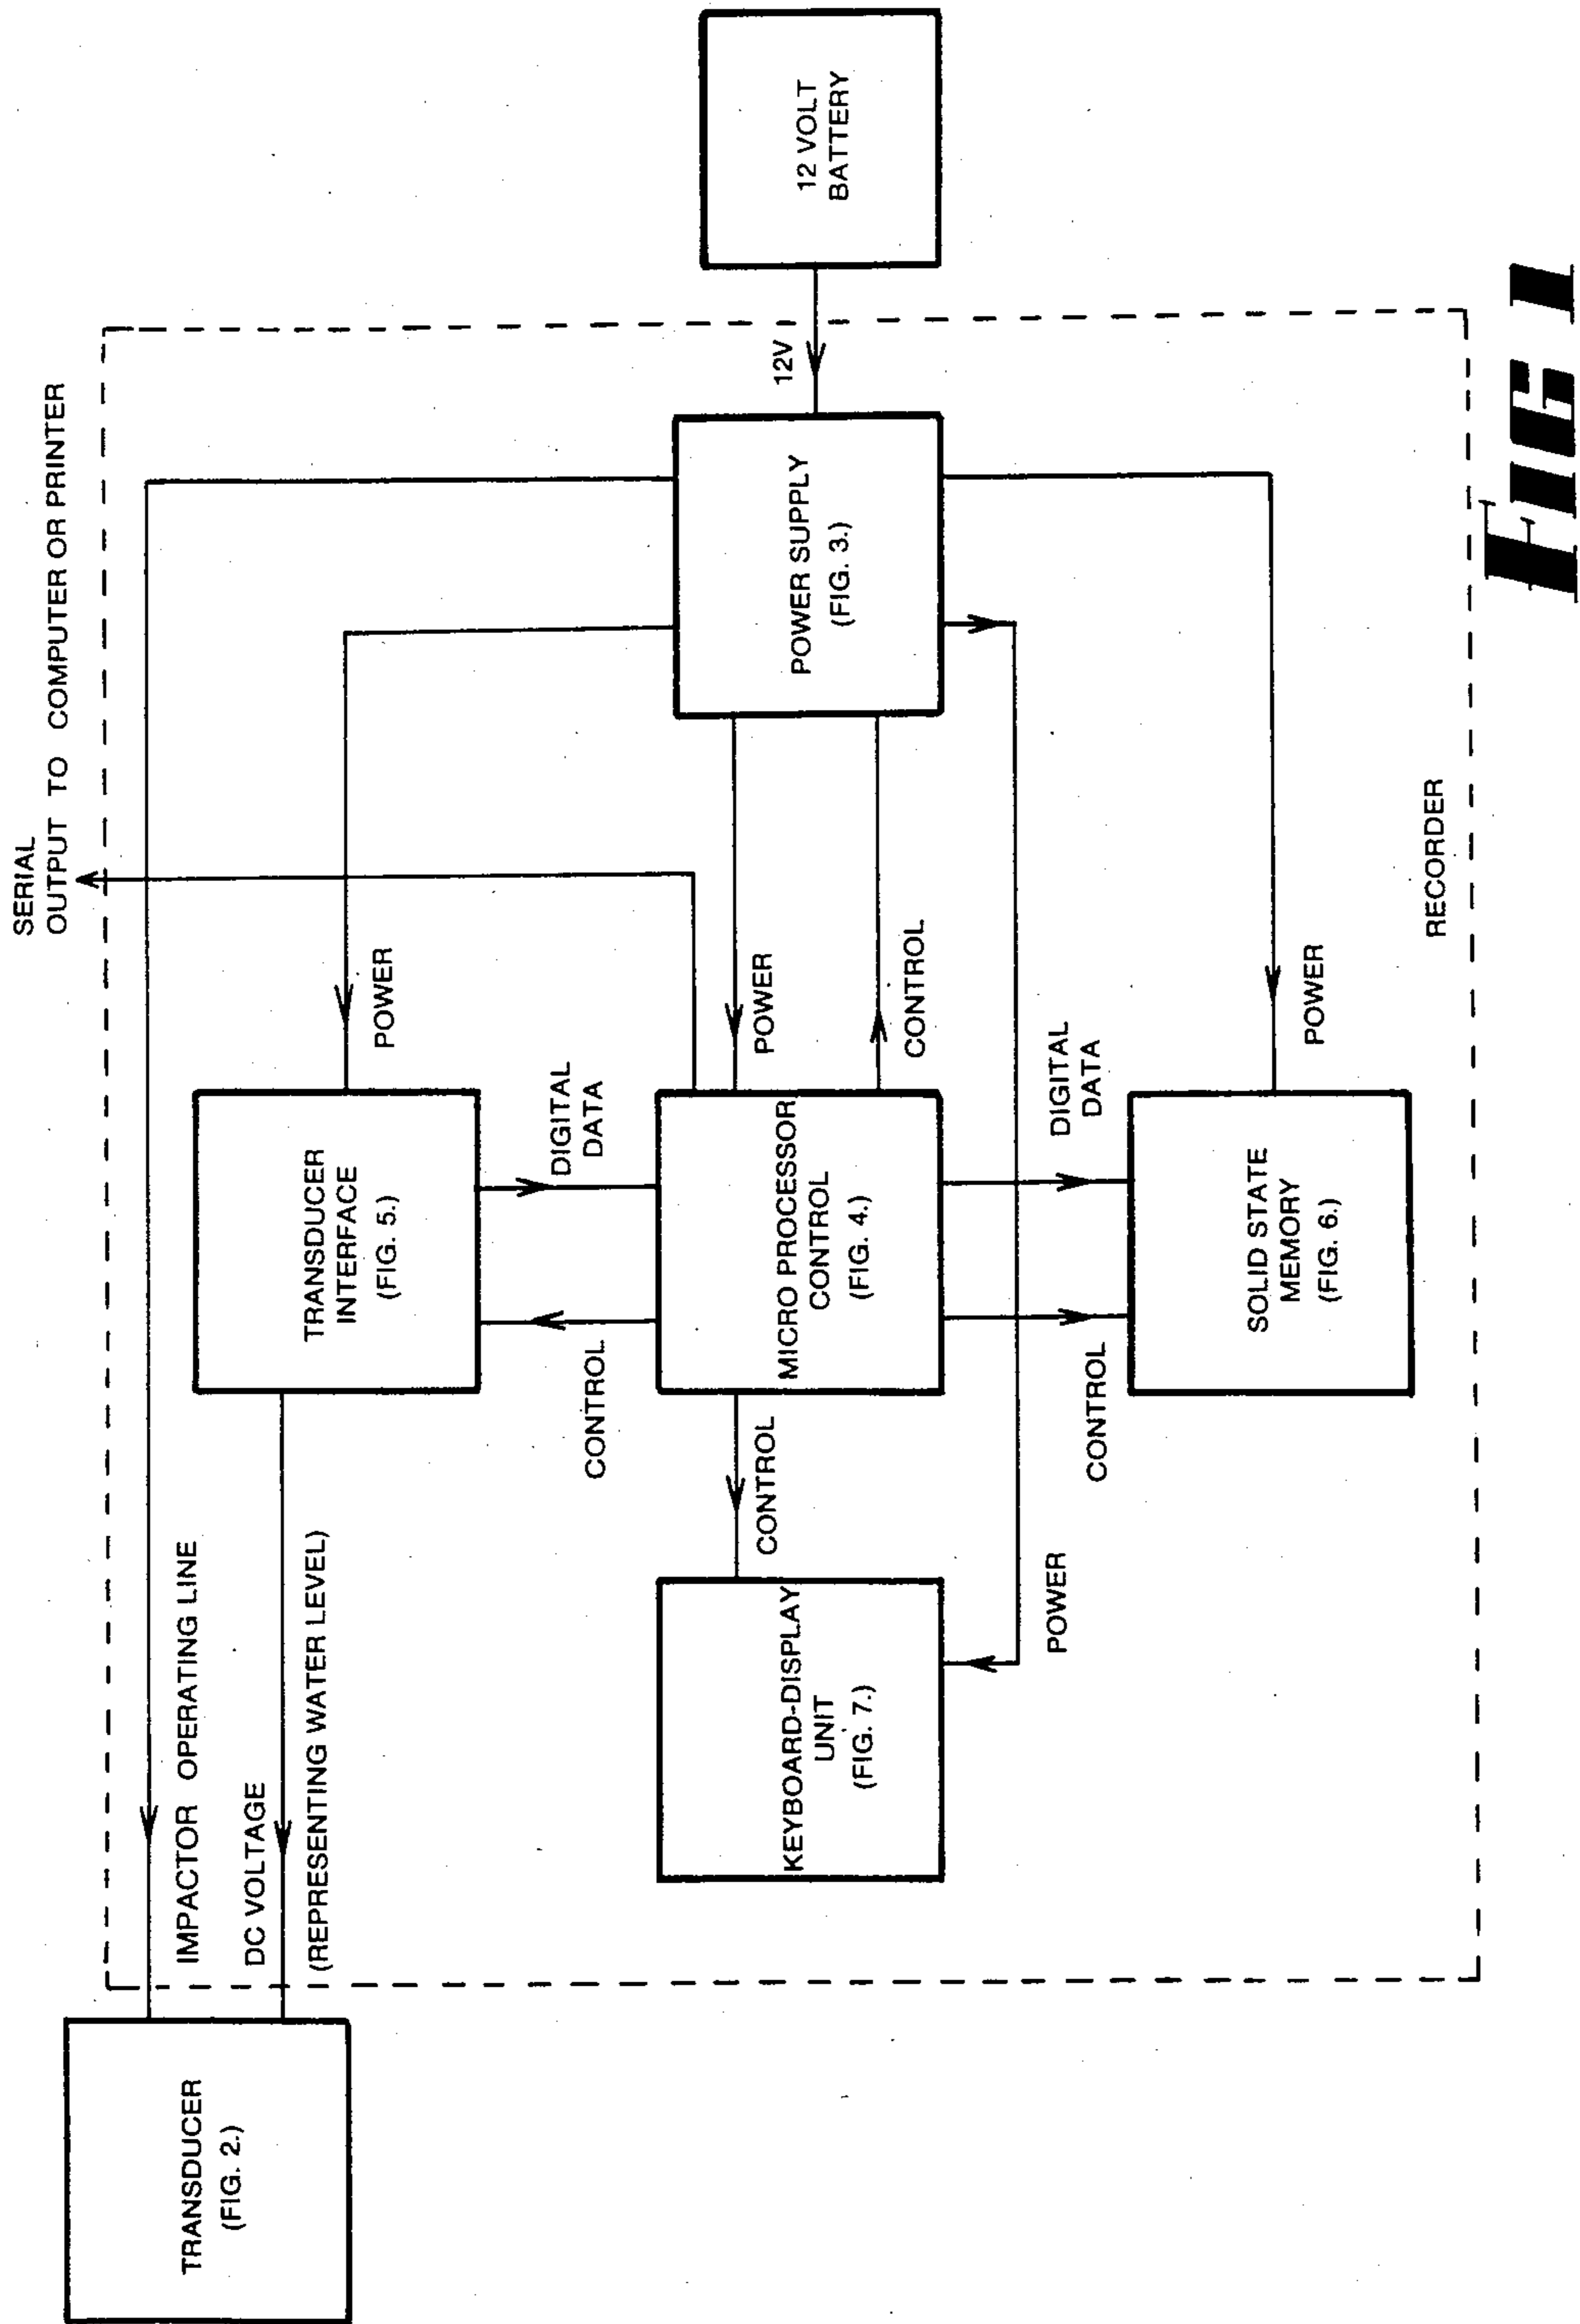 SERIAL
OUTPUT TO COMPUTER OR PRINTER
TRANSDUCER
(FIG. 2.)
IMPACTOR OPERATING LINE
DC VOLTAGE
(REPRESENTING WATER LEVEL)
TRANSDUCER
INTERFACE
(FIG. 5.)
POWER
CONTROL
DIGITAL
DATA
KEYBOARD-DISPLAY
UNIT
(FIG. 7.)
CONTROL
MICRO PROCESSOR
CONTROL
(FIG. 4.)
POWER
CONTROL
POWER SUPPLY
(FIG. 3.)
12V
12 VOLT
BATTERY
POWER
CONTROL
DIGITAL
DATA
SOLID STATE
MEMORY
(FIG. 6.)
POWER
RECORDER
FIG 1